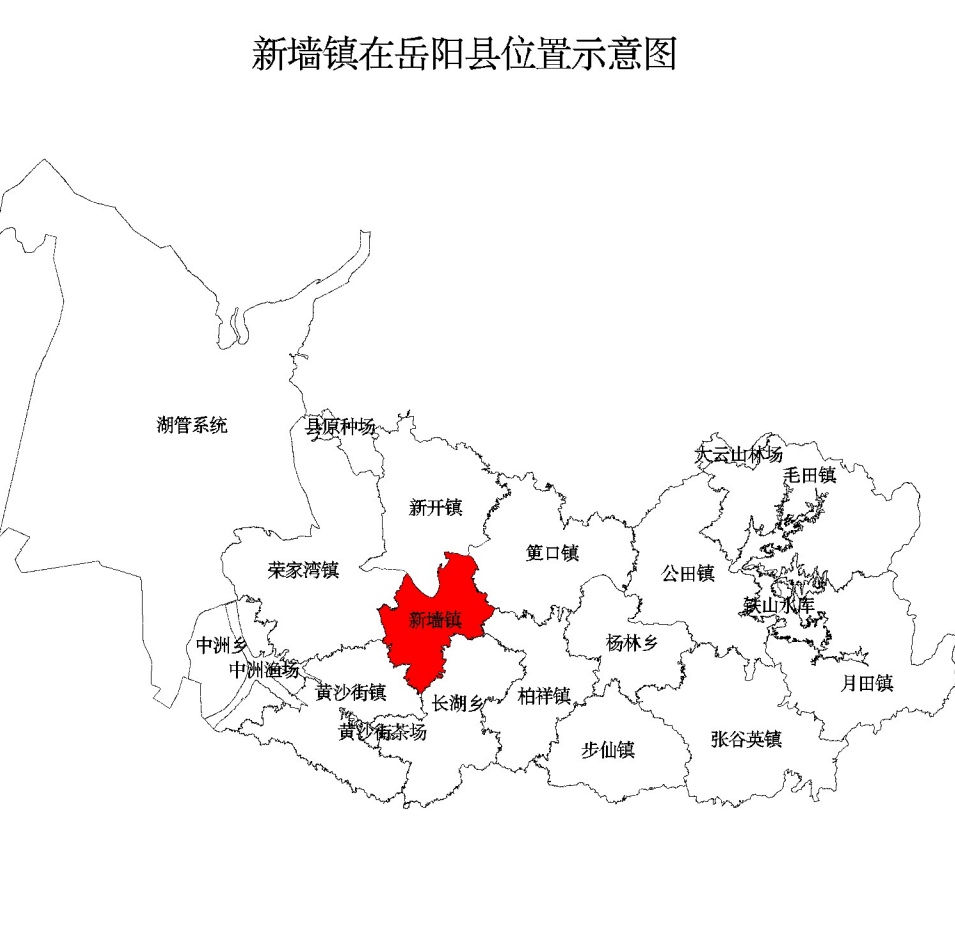 新墙镇在岳阳县位置示意图
湖管系统
县原种场
大云山林场
毛田镇
新开镇
筻口镇
荣家湾镇
公田镇
铁山水库
新墙镇
中洲乡
杨林乡
中洲渔场
月田镇
黄沙街镇
柏祥镇
长湖乡
黄沙街茶场
张谷英镇
步仙镇